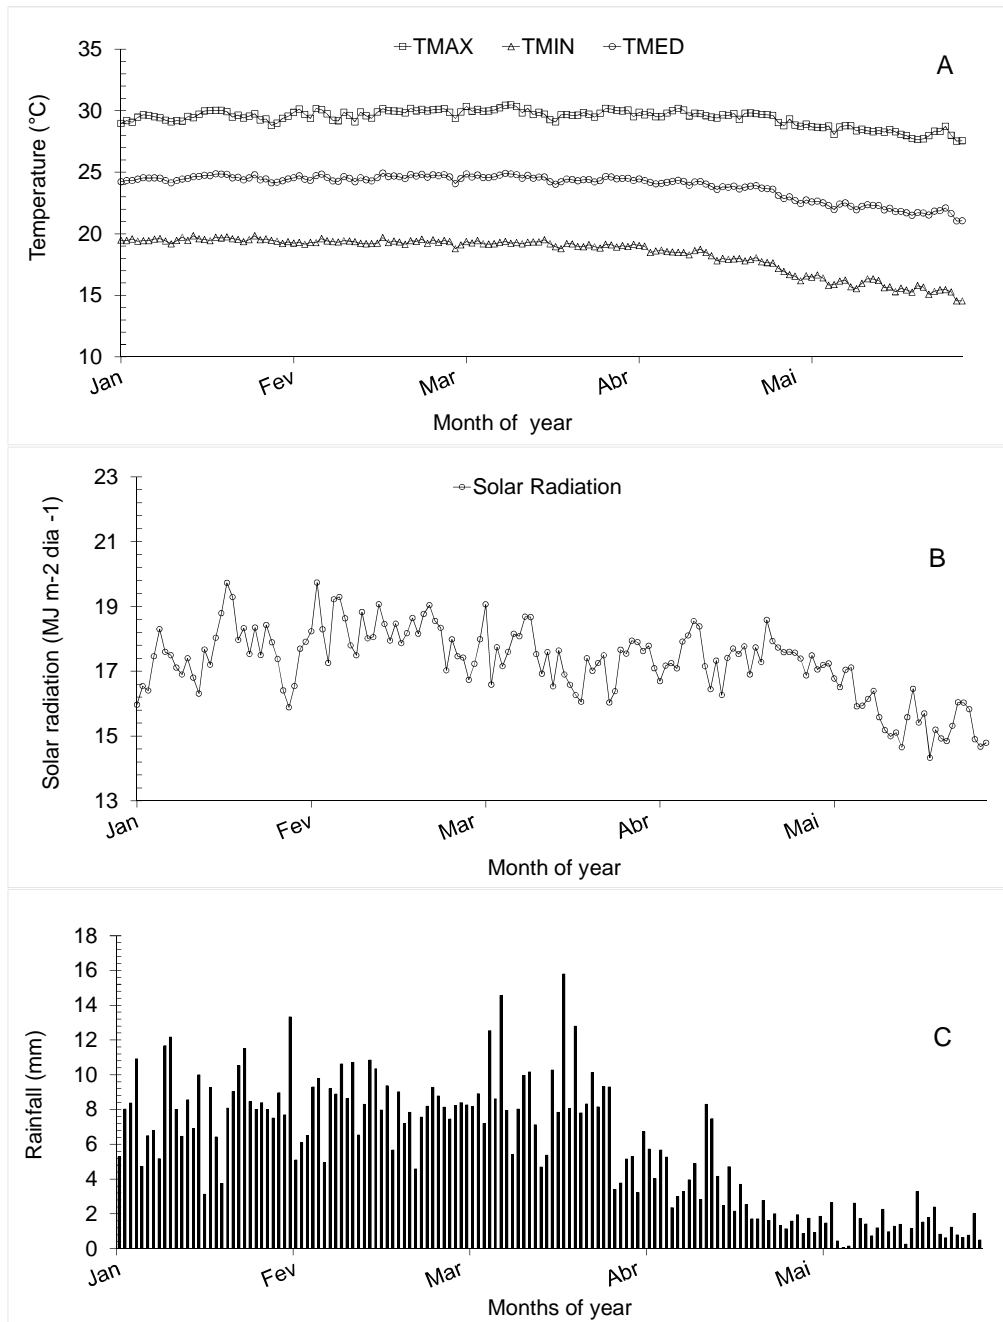 TMAX TMIN TMED
A
35
30
25
20
15
10
Temperature (°C)
Jan Fev Mar Abr Mai
Month of year
Solar Radiation
B
23
21
19
17
15
13
Solar radiation (MJ m-2 dia -1)
Jan Fev Mar Abr Mai
Month of year
C
18
16
14
12
10
8
6
4
2
0
Rainfall (mm)
Jan Fev Mar Abr Mai
Months of year